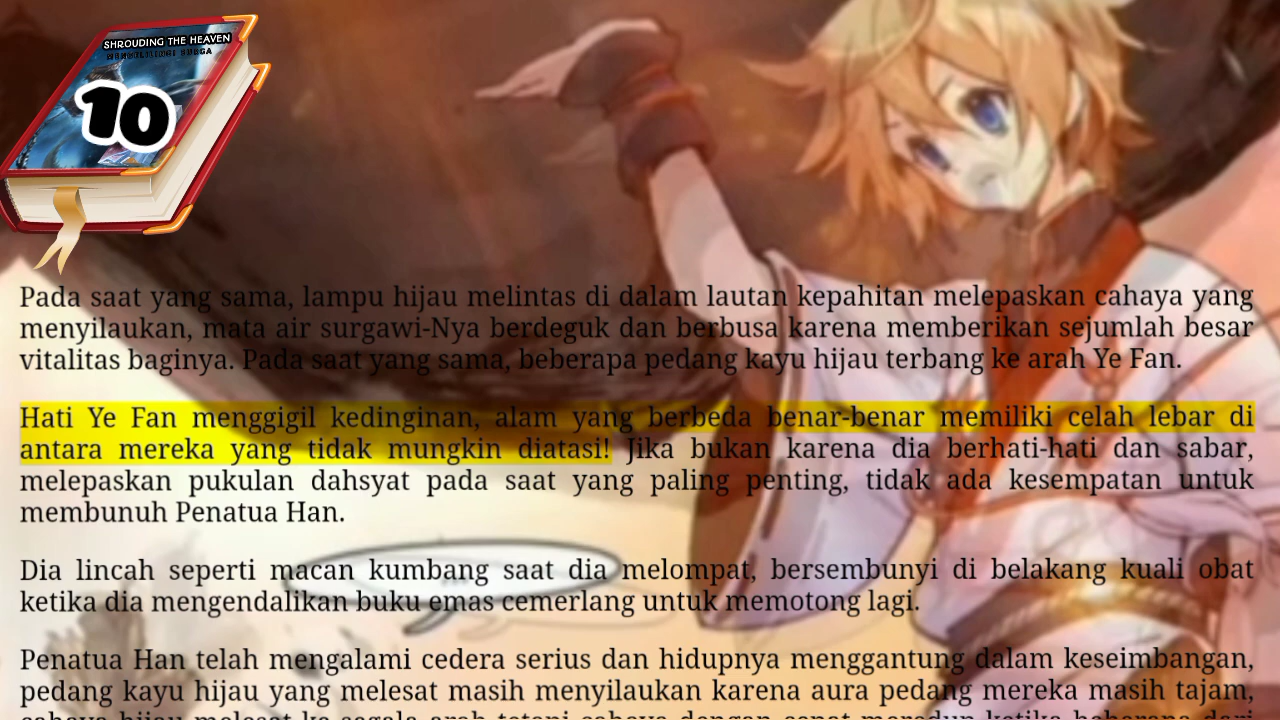 SHROUDING THE HEAVEN
10
Pada saat yang sama, lampu hijau melintas di dalam lautan kepahitan melepaskan cahaya yang
menyilaukan, mata air surgawi-Nya berdeguk dan berbusa karena memberikan sejumlah besar
vitalitas baginya. Pada saat yang sama, beberapa pedang kayu hijau terbang ke arah Ye Fan.
Hati Ye Fan menggigil kedinginan, alam yang berbeda benar-benar memiliki celah lebar di
antara mereka yang tidak mungkin diatasi! Jika bukan karena dia berhati-hati dan sabar,
melepaskan pukulan dahsyat pada saat yang paling penting, tidak ada kesempatan untuk
membunuh Penatua Han.
Dia lincah seperti macan kumbang saat dia melompat, bersembunyi di belakang kuali obat
ketika dia mengendalikan buku emas cemerlang untuk memotong lagi.
Penatua Han telah mengalami cedera serius dan hidupnya menggantung dalam keseimbangan,
pedang kayu hijau yang melesat masih menyilaukan karena aura pedang mereka masih tajam,